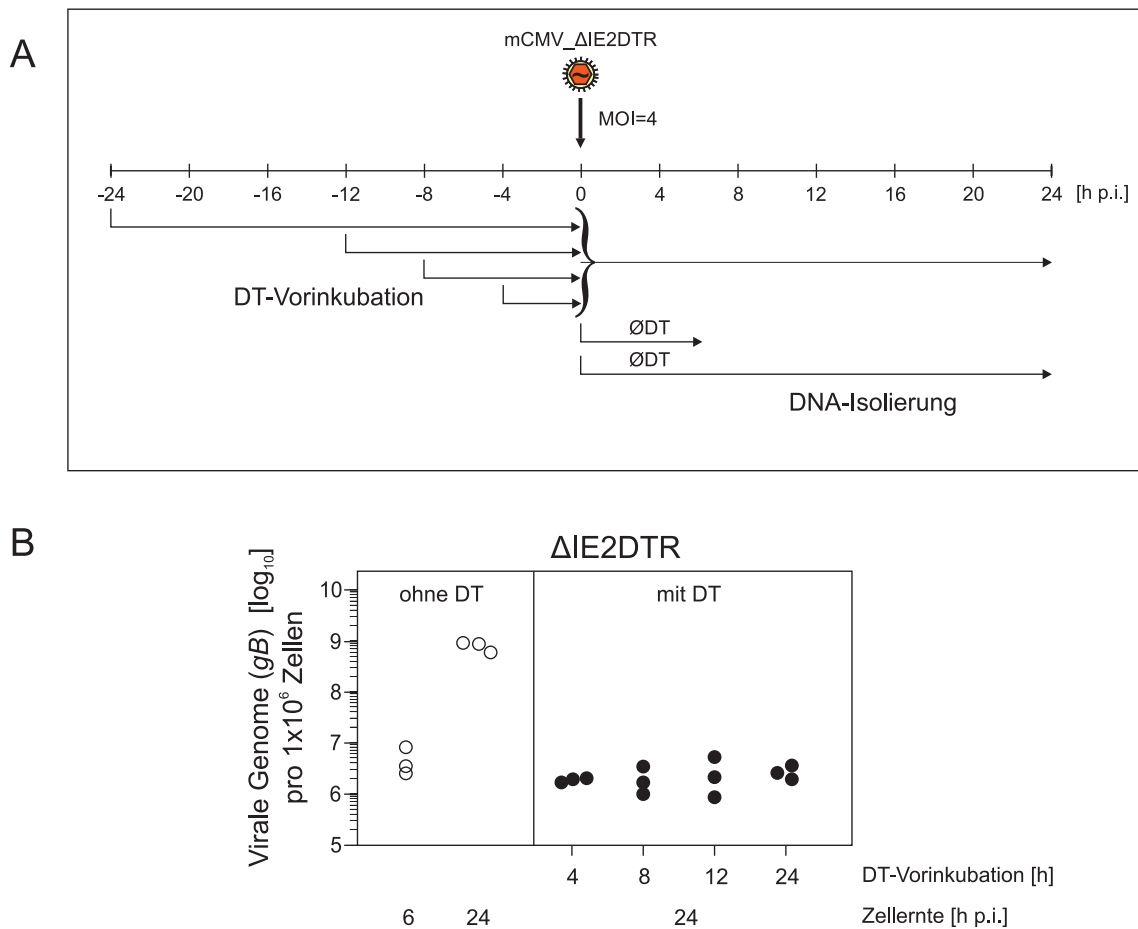 A
mCMV_ΔIE2DTR
MOI=4
-24 -20 -16 -12 -8 -4 0 4 8 12 16 20 24 [h p.i.]
DT-Vorinkubation
ØDT
ØDT
DNA-Isolierung
B
ΔIE2DTR
Virale Genome (gB) [log₁₀]
pro 1x10⁶ Zellen
ohne DT mit DT
10
9
8
7
6
5
4 8 12 24 DT-Vorinkubation [h]
6 24 24 Zellernte [h p.i.]